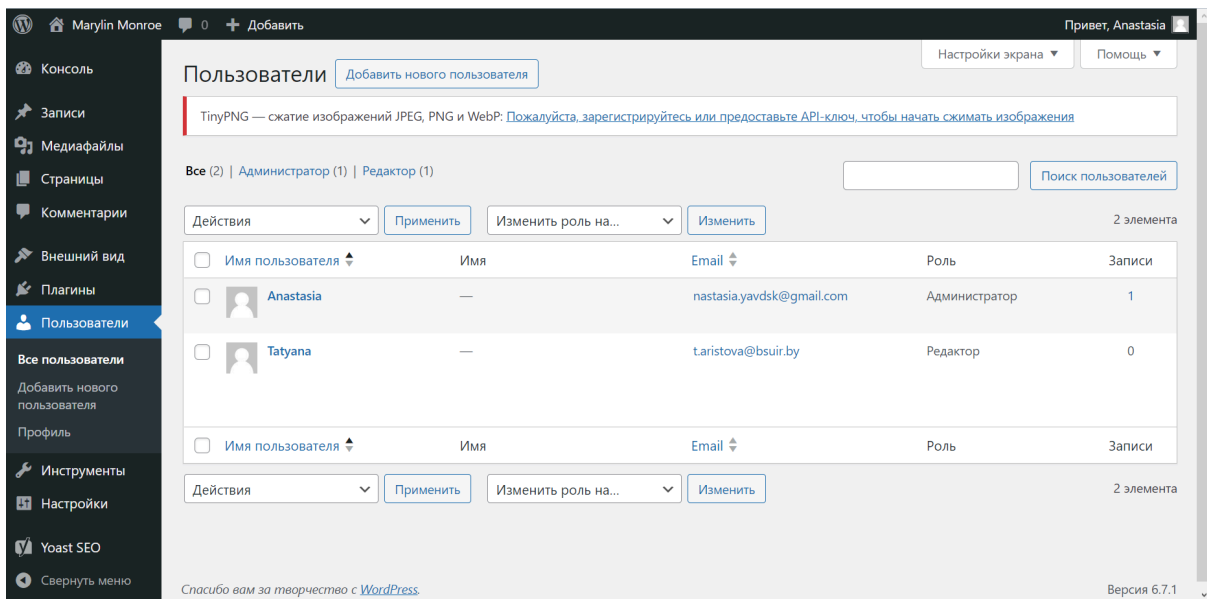 Marylin Monroe 0 + Добавить Привет, Anastasia
Консоль
Записи
Медиафайлы
Страницы
Комментарии
Внешний вид
Плагины
Пользователи
Все пользователи
Добавить нового
пользователя
Профиль
Инструменты
Настройки
Yoast SEO
Свернуть меню
Настройки экрана ▼ Помощь ▼
Пользователи Добавить нового пользователя
TinyPNG — сжатие изображений JPEG, PNG и WebP: Пожалуйста, зарегистрируйтесь или предоставьте API-ключ, чтобы начать сжимать изображения
Все (2) | Администратор (1) | Редактор (1) Поиск пользователей
Действия Применить Изменить роль на... Изменить 2 элемента
Имя пользователя Имя Email Роль Записи
Anastasia — nastasia.yavdsk@gmail.com Администратор 1
Tatyana — t.aristova@bsuir.by Редактор 0
Имя пользователя Имя Email Роль Записи
Действия Применить Изменить роль на... Изменить 2 элемента
Спасибо вам за творчество с WordPress. Версия 6.7.1